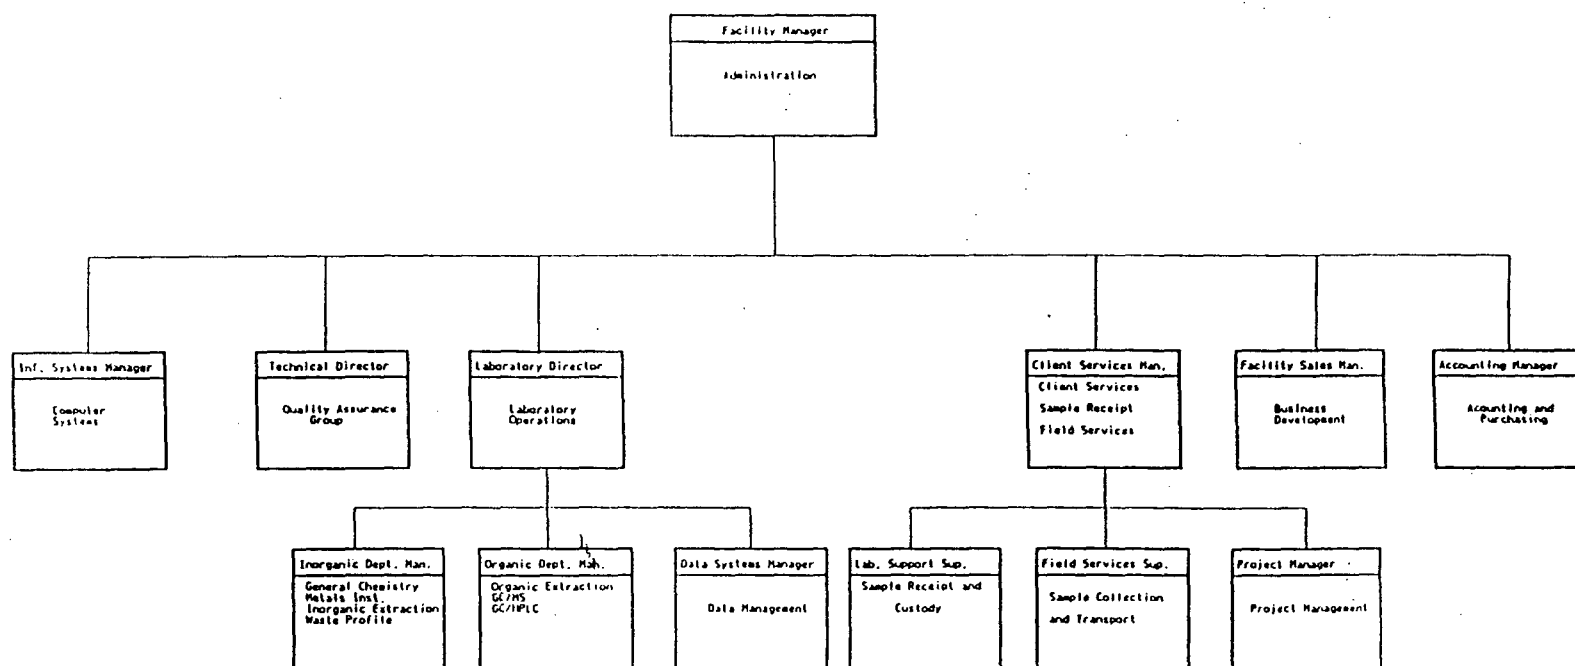 Facility Manager
Administration
Inf. Systems Manager
Computer
Systems
Technical Director
Quality Assurance
Group
Laboratory Director
Laboratory
Operations
Client Services Man.
Client Services
Sample Receipt
Field Services
Facility Sales Man.
Business
Development
Accounting Manager
Acounting and
Purchasing
Inorganic Dept. Man.
General Chemistry
Metals Inst.
Inorganic Extraction
Waste Profile
Organic Dept. Man.
Organic Extraction
GC/MS
GC/HPLC
Data Systems Manager
Data Management
Lab. Support Sup.
Sample Receipt and
Custody
Field Services Sup.
Sample Collection
and Transport
Project Manager
Project Management